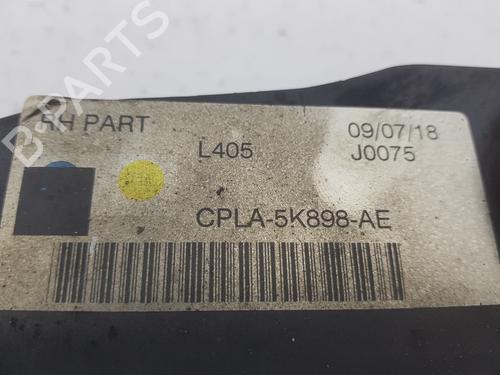 RH PART
09/07/18
L405
J0075
CPLA-5K898-AE
B-PARTS